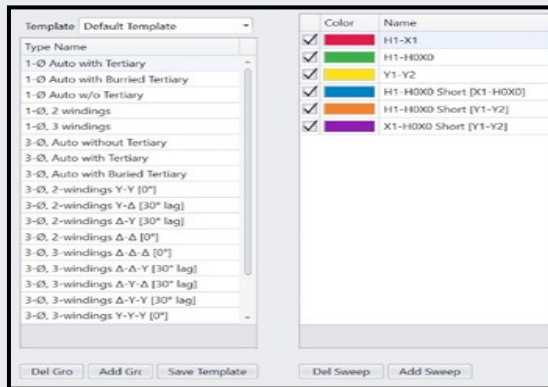 Template Default Template
Type Name
1-Ø Auto with Tertiary
1-Ø Auto with Burried Tertiary
1-Ø Auto w/o Tertiary
1-Ø, 2 windings
1-Ø, 3 windings
3-Ø, Auto without Tertiary
3-Ø, Auto with Tertiary
3-Ø, Auto with Buried Tertiary
3-Ø, 2-windings Y-Y [0°]
3-Ø, 2-windings Y-Δ [30° lag]
3-Ø, 2-windings Δ-Y [30° lag]
3-Ø, 2-windings Δ-Δ [0°]
3-Ø, 3-windings Δ-Δ-Δ [0°]
3-Ø, 3-windings Δ-Δ-Y [30° lag]
3-Ø, 3-windings Δ-Y-Δ [30° lag]
3-Ø, 3-windings Δ-Y-Y [30° lag]
3-Ø, 3-windings Y-Y-Y [0°]
Del Gro Add Grc Save Template
Color Name
H1-X1
H1-H0X0
Y1-Y2
H1-H0X0 Short [X1-H0X0]
H1-H0X0 Short [Y1-Y2]
X1-H0X0 Short [Y1-Y2]
Del Sweep Add Sweep